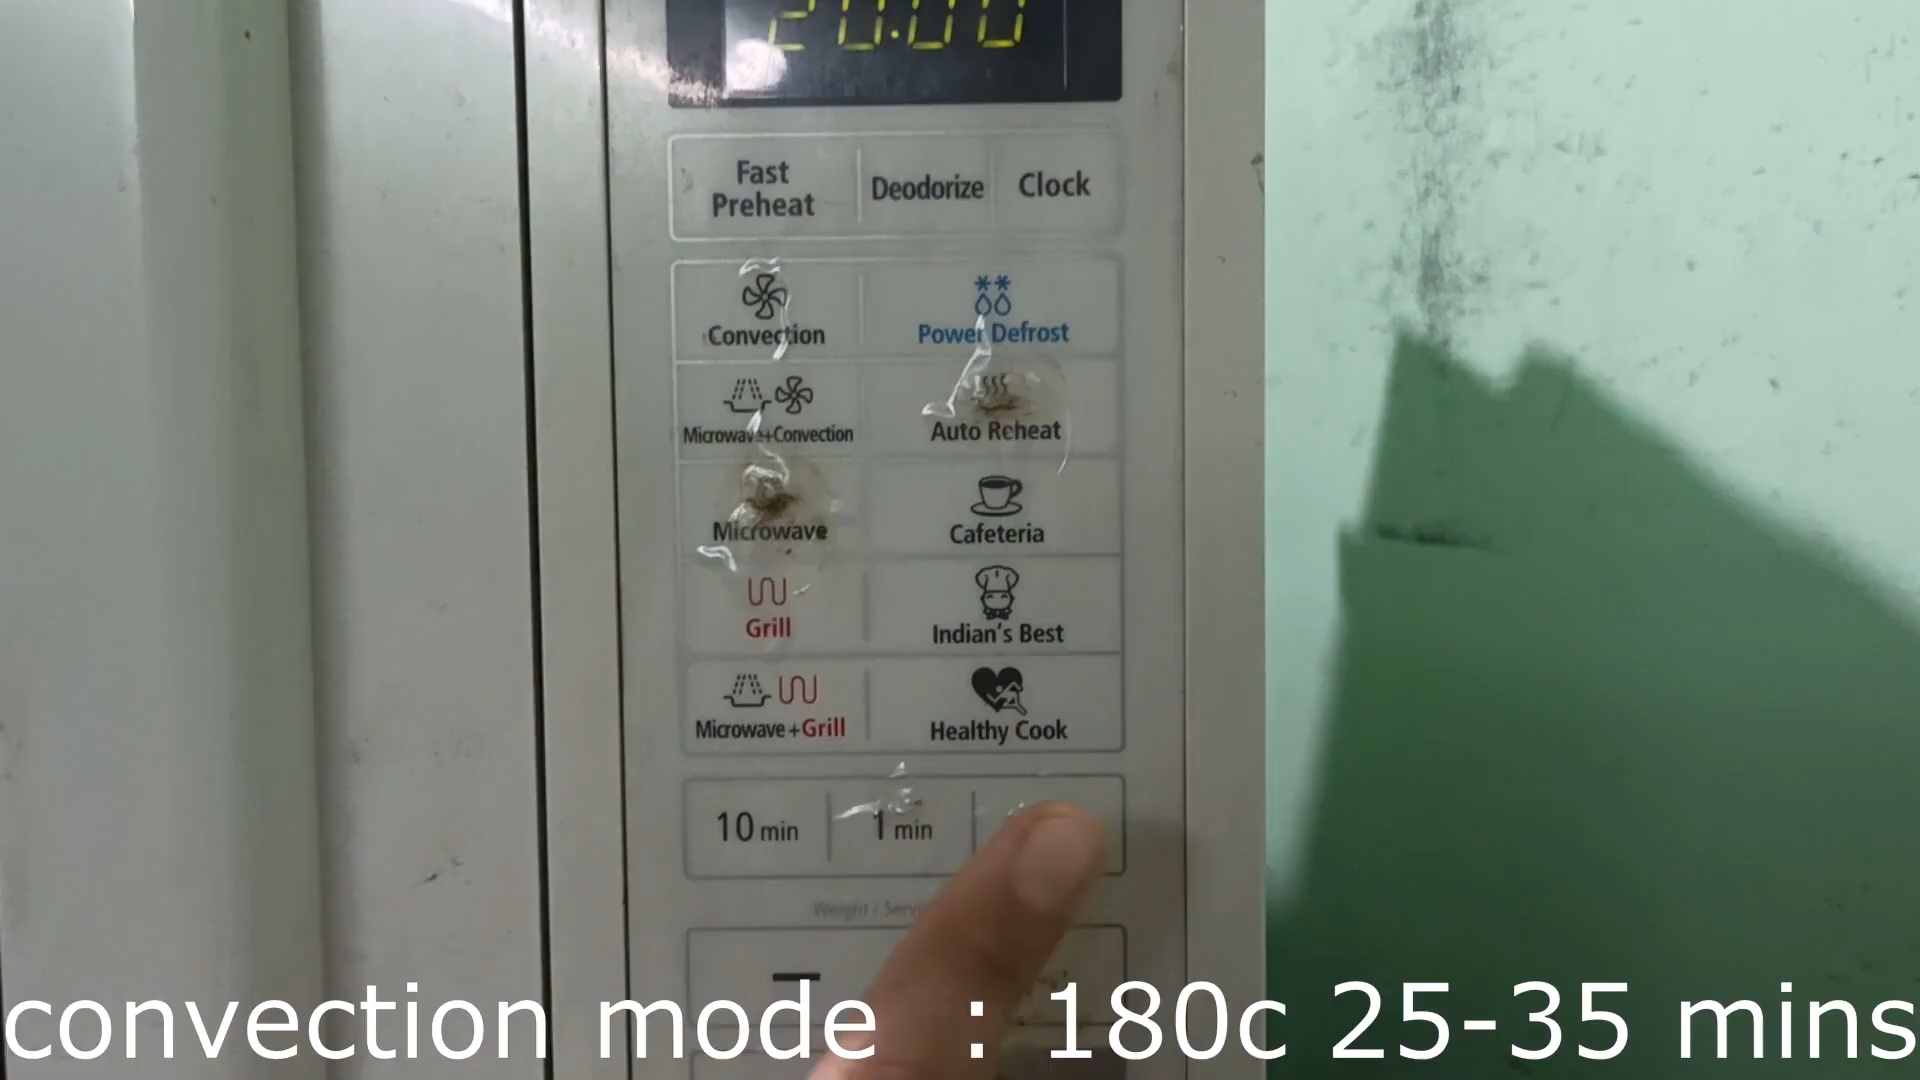 20:00
Fast
Preheat
Deodorize
Clock
Convection
Power Defrost
Microwave+Convection
Auto Reheat
Microwave
Cafeteria
Grill
Indian's Best
Microwave+Grill
Healthy Cook
10 min
1 min
Weight /
convection mode : 180c 25-35 mins